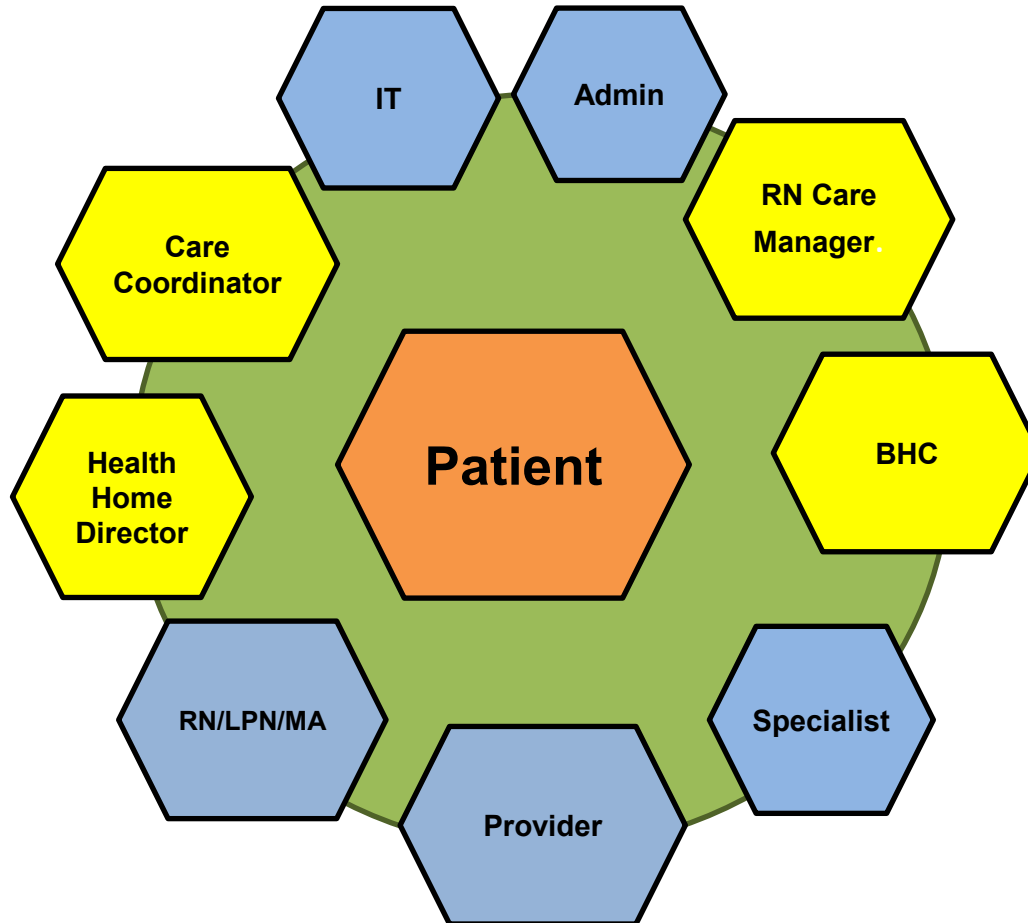 IT
Admin
RN Care
Manager.
Care
Coordinator
BHC
Patient
Health
Home
Director
RN/LPN/MA
Specialist
Provider